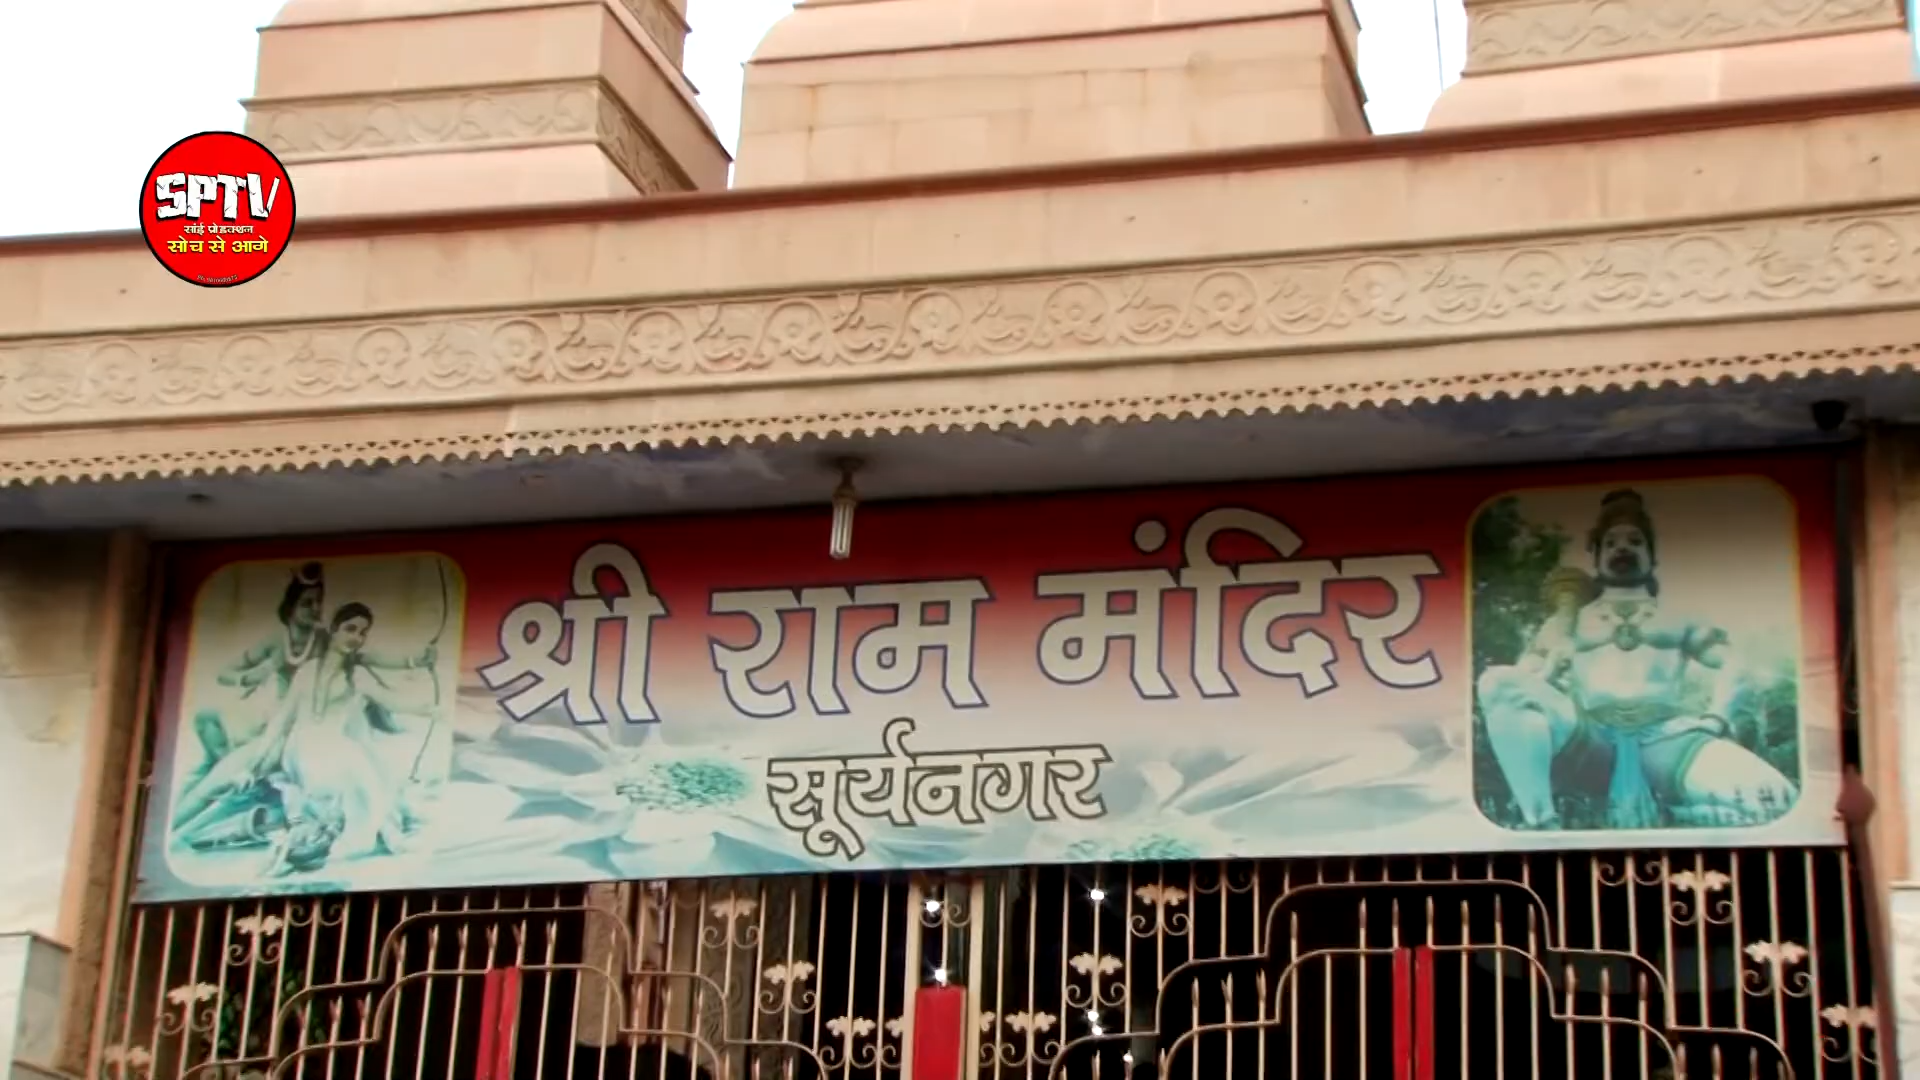 SPTV
सांई प्रोडक्शन
सोच से आगे
श्री राम मंदिर
सूर्यनगर